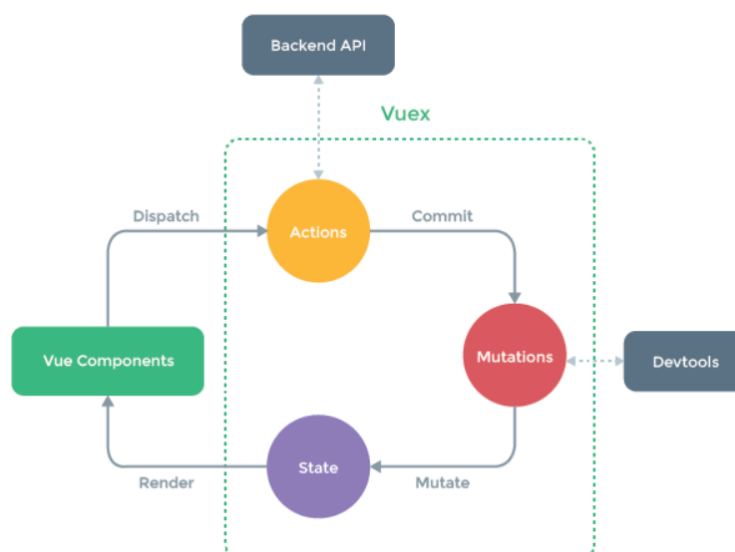 Backend API
Vuex
Dispatch
Actions
Commit
Vue Components
Mutations
Devtools
Render
State
Mutate